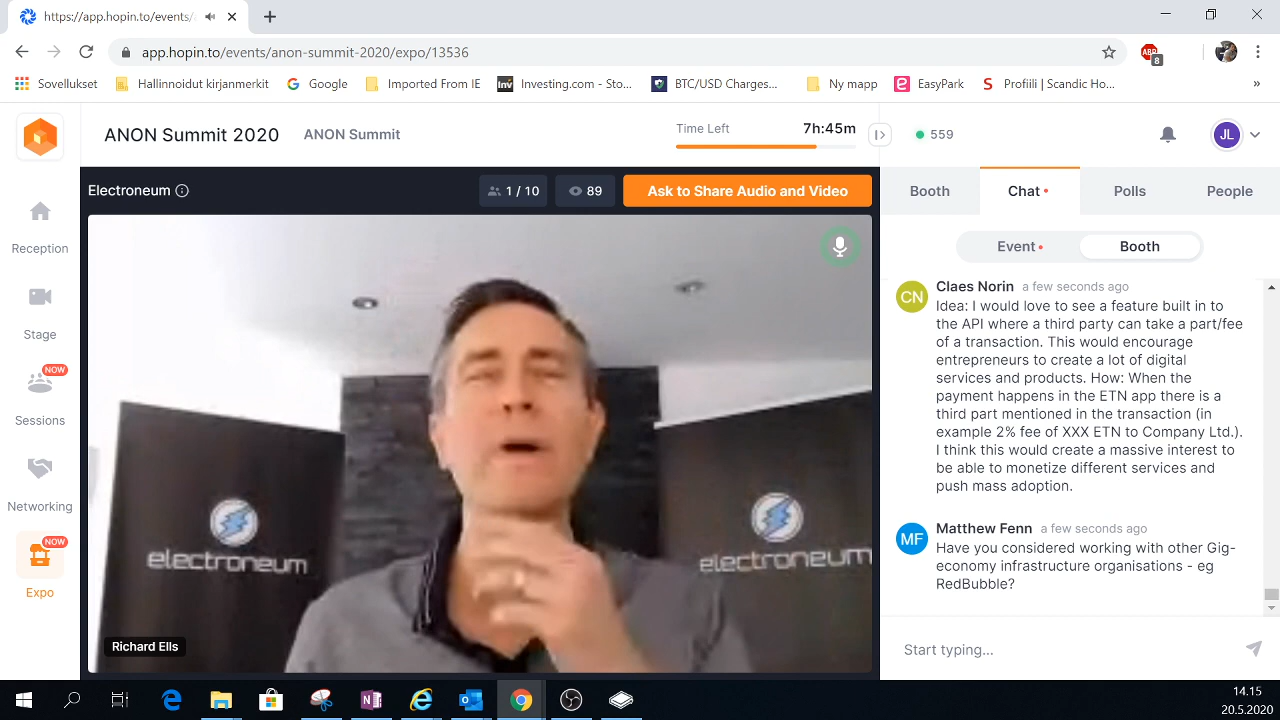 https://app.hopin.to/events/
app.hopin.to/events/anon-summit-2020/expo/13536
ABP
8
Sovellukset
Hallinnoidut kirjanmerkit
Google
Imported From IE
Inv
Investing.com - Sto...
BTC/USD Charges...
Ny mapp
EasyPark
S
Profiili | Scandic Ho...
»
ANON Summit 2020
ANON Summit
Time Left
7h:45m
559
JL
Electroneum
1 / 10
89
Ask to Share Audio and Video
Booth
Chat
Polls
People
Event
Booth
Reception
Stage
NOW
Sessions
Networking
NOW
Expo
electroneum
electroneum
Richard Ells
CN
Claes Norin a few seconds ago
Idea: I would love to see a feature built in to
the API where a third party can take a part/fee
of a transaction. This would encourage
entrepreneurs to create a lot of digital
services and products. How: When the
payment happens in the ETN app there is a
third part mentioned in the transaction (in
example 2% fee of XXX ETN to Company Ltd.).
I think this would create a massive interest to
be able to monetize different services and
push mass adoption.
MF
Matthew Fenn a few seconds ago
Have you considered working with other Gig-
economy infrastructure organisations - eg
RedBubble?
Start typing...
14.15
20.5.2020